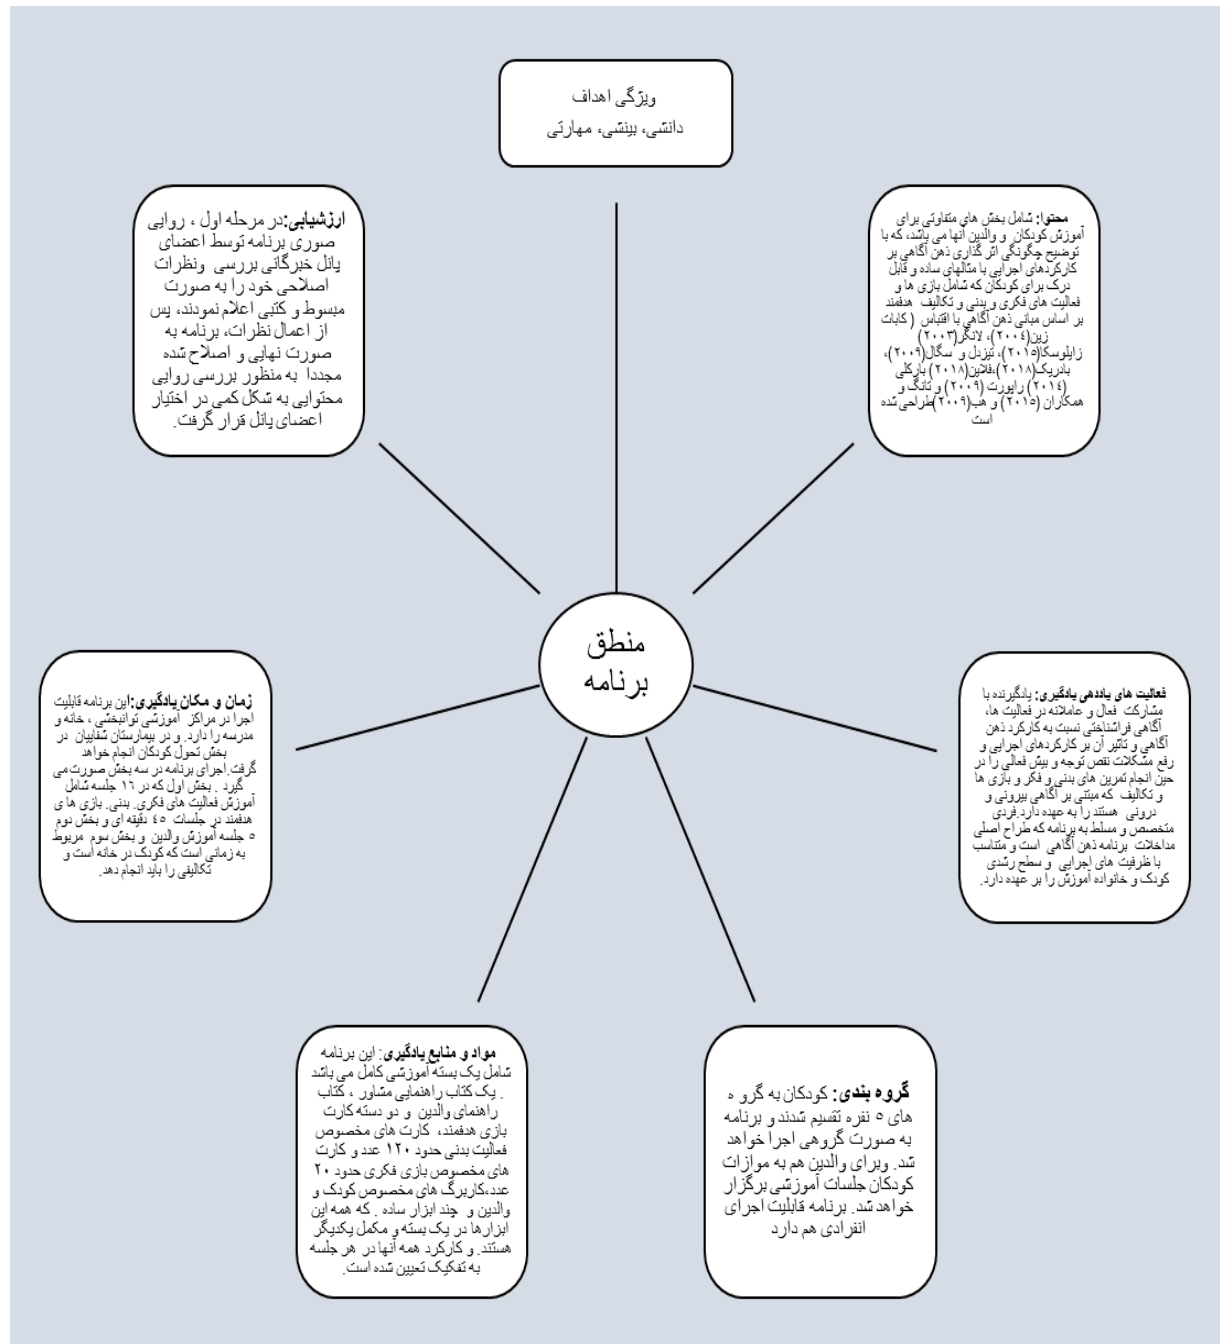 ویژگی اهداف
دانشی، بینشی، مهارتی
محتوا: شامل بخش های متفاوتی برای
آموزش کودکان و والدین آنها می باشد، که با
توضیح چگونگی اثر گذاری ذهن آگاهی بر
کارکردهای اجرایی با مثالهای ساده و قابل
درک برای کودکان که شامل بازی ها و
فعالیت های فکری و بدنی و تکالیف هدفمند
بر اساس مبانی ذهن آگاهی با اقتباس ( کابات
زین(٢٠٠٤)، لانگر(٢٠٠٣)
زایلوسکا(٢٠١٥)، تیزدل و سگال(٢٠٠٩)،
بادریک(٢٠١٨)،فلاین(٢٠١٨) بارکلی
(٢٠١٤) راپورت (٢٠٠٩) و تانگ و
همکاران (٢٠١٥) و هب(٢٠٠٩)طراحی شده
است
فعالیت های یاددهی یادگیری: یادگیرنده با
مشارکت فعال و عاملانه در فعالیت ها،
آگاهی فراشناختی نسبت به کارکرد ذهن
آگاهی و تاثیر آن بر کارکردهای اجرایی و
رفع مشکلات نقص توجه و بیش فعالی را در
حین انجام تمرین های بدنی و فکر و بازی ها
و تکالیف که مبتنی بر آگاهی بیرونی و
درونی هستند را به عهده دارد.فردی
متخصص و مسلط به برنامه که طراح اصلی
مداخلات برنامه ذهن آگاهی است و متناسب
با ظرفیت های اجرایی و سطح رشدی
کودک و خانواده آموزش را بر عهده دارد.
گروه بندی: کودکان به گرو ه
های ٥ نفره تقسیم شدند و برنامه
به صورت گروهی اجرا خواهد
شد. وبرای والدین هم به موازات
کودکان جلسات آموزشی برگزار
خواهد شد. برنامه قابلیت اجرای
انفرادی هم دارد
مواد و منابع یادگیری: این برنامه
شامل یک بسته آموزشی کامل می باشد
. یک کتاب راهنمایی مشاور ، کتاب
راهنمای والدین و دو دسته کارت
بازی هدفمند، کارت های مخصوص
فعالیت بدنی حدود ١٢٠ عدد و کارت
های مخصوص بازی فکری حدود ٢٠
عدد،کاربرگ های مخصوص کودک و
والدین و چند ابزار ساده . که همه این
ابزارها در یک بسته و مکمل یکدیگر
هستند. و کارکرد همه آنها در هر جلسه
به تفکیک تعیین شده است.
زمان و مکان یادگیری:این برنامه قابلیت
اجرا در مراکز آموزشی توانبخشی ، خانه و
مدرسه را دارد. و در بیمارستان شفاییان در
بخش تحول کودکان انجام خواهد
گرفت.اجرای برنامه در سه بخش صورت می
گیرد . بخش اول که در ١٦ جلسه شامل
آموزش فعالیت های فکری. بدنی. بازی ها ی
هدفمند در جلسات ٤٥ دقیقه ای و بخش دوم
٥ جلسه آموزش والدین و بخش سوم مربوط
به زمانی است که کودک در خانه است و
تکالیفی را باید انجام دهد.
ارزشیابی:در مرحله اول ، روایی
صوری برنامه توسط اعضای
پانل خبرگانی بررسی ونظرات
اصلاحی خود را به صورت
مبسوط و کتبی اعلام نمودند، پس
از اعمال نظرات، برنامه به
صورت نهایی و اصلاح شده
مجددا به منظور بررسی روایی
محتوایی به شکل کمی در اختیار
اعضای پانل قرار گرفت.
منطق
برنامه